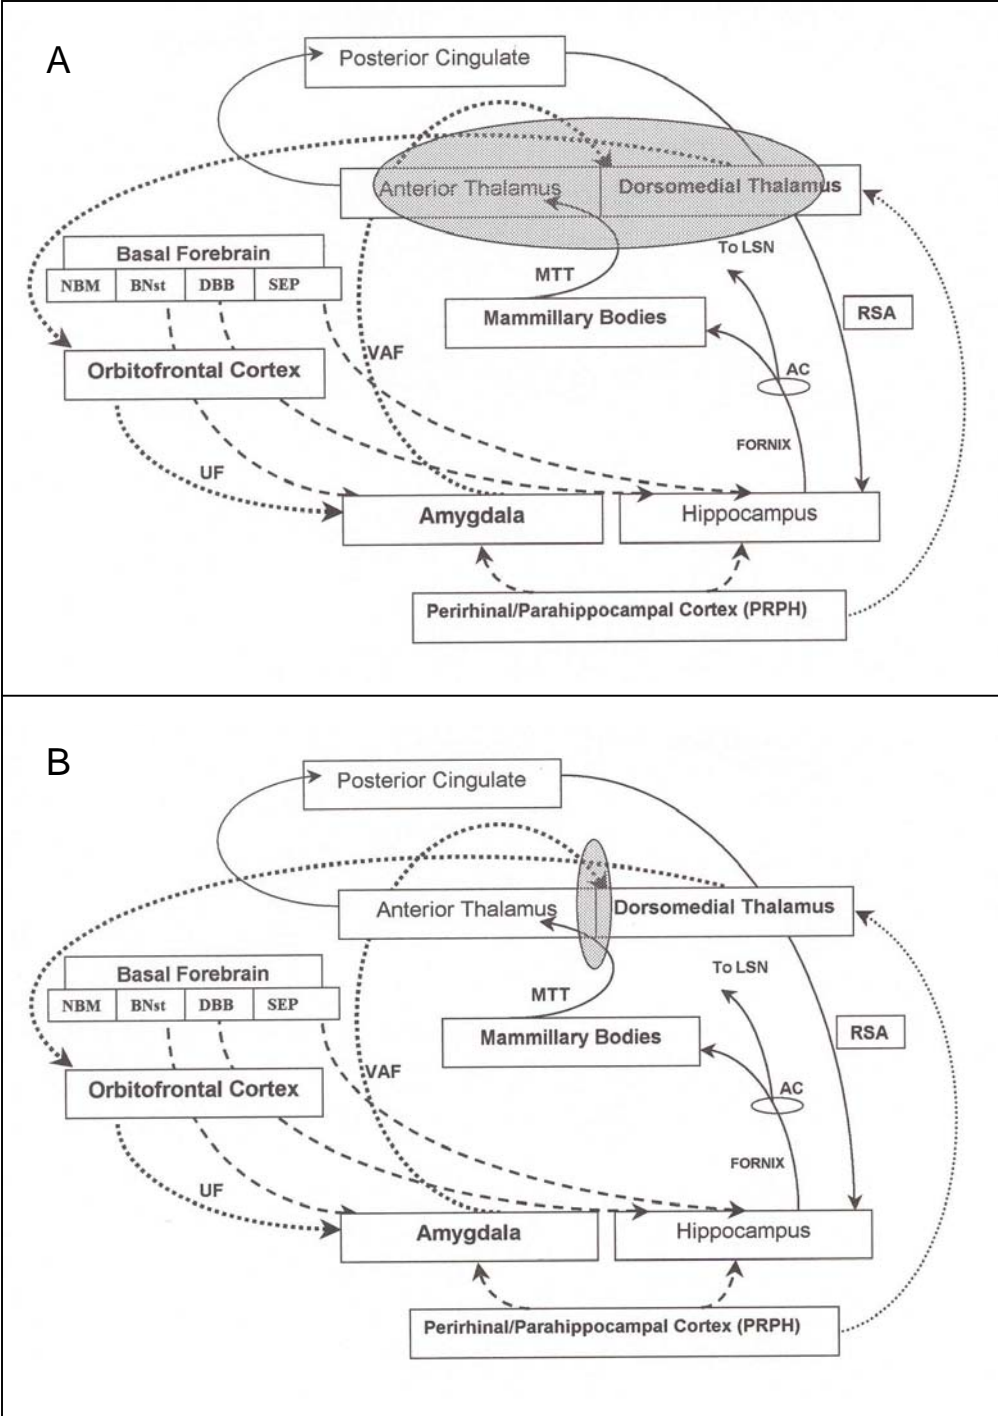 A
Posterior Cingulate
Anterior Thalamus
Dorsomedial Thalamus
To LSN
Basal Forebrain
NBM BNst DBB SEP
MTT
Mammillary Bodies
RSA
VAF
Orbitofrontal Cortex
AC
FORNIX
UF
Amygdala
Hippocampus
Perirhinal/Parahippocampal Cortex (PRPH)
B
Posterior Cingulate
Anterior Thalamus
Dorsomedial Thalamus
To LSN
Basal Forebrain
NBM BNst DBB SEP
MTT
Mammillary Bodies
RSA
VAF
Orbitofrontal Cortex
AC
FORNIX
UF
Amygdala
Hippocampus
Perirhinal/Parahippocampal Cortex (PRPH)